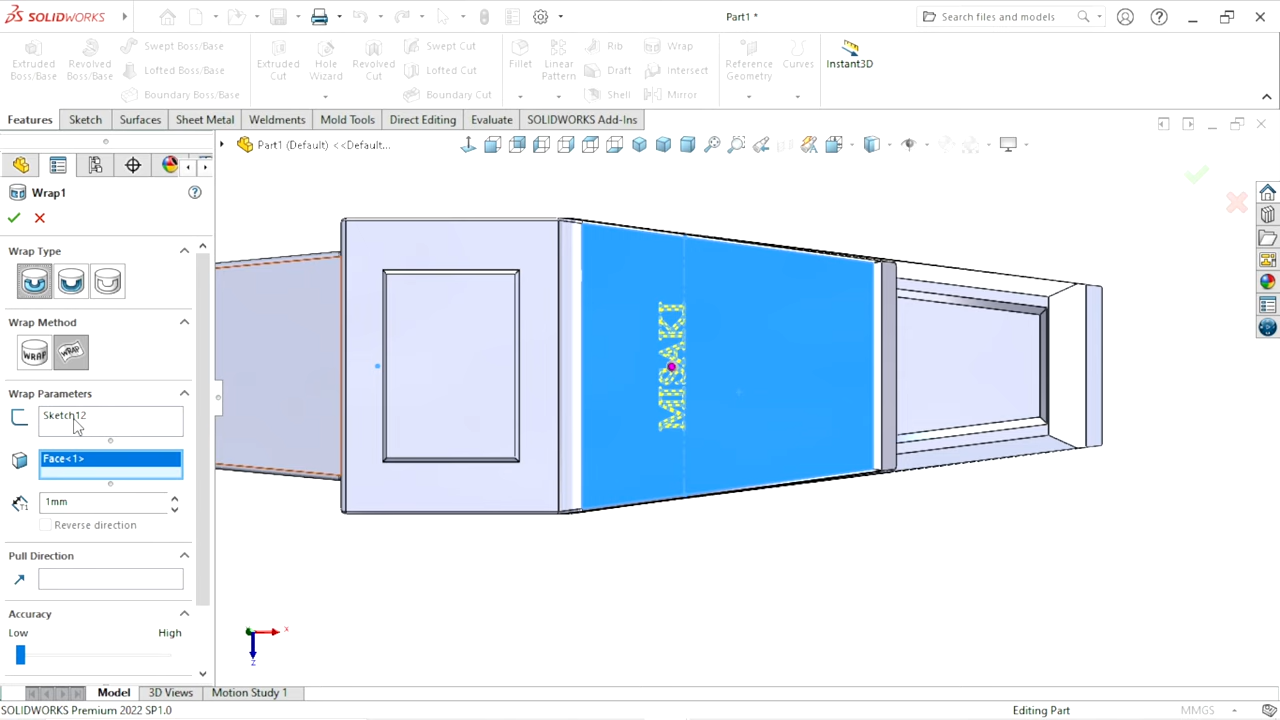 SOLIDWORKS
Part1 *
Search files and models
Extruded Boss/Base
Revolved Boss/Base
Swept Boss/Base
Lofted Boss/Base
Boundary Boss/Base
Extruded Cut
Hole Wizard
Revolved Cut
Swept Cut
Lofted Cut
Boundary Cut
Fillet
Linear Pattern
Rib
Draft
Shell
Wrap
Intersect
Mirror
Reference Geometry
Curves
Instant3D
Features
Sketch
Surfaces
Sheet Metal
Weldments
Mold Tools
Direct Editing
Evaluate
SOLIDWORKS Add-Ins
Part1 (Default) <<Default...
Wrap1
Wrap Type
Wrap Method
WRAP
WRAP
Wrap Parameters
Sketch12
Face<1>
1mm
Reverse direction
Pull Direction
Accuracy
Low
High
MISAKI
X
Z
Model
3D Views
Motion Study 1
SOLIDWORKS Premium 2022 SP1.0
Editing Part
MMGS